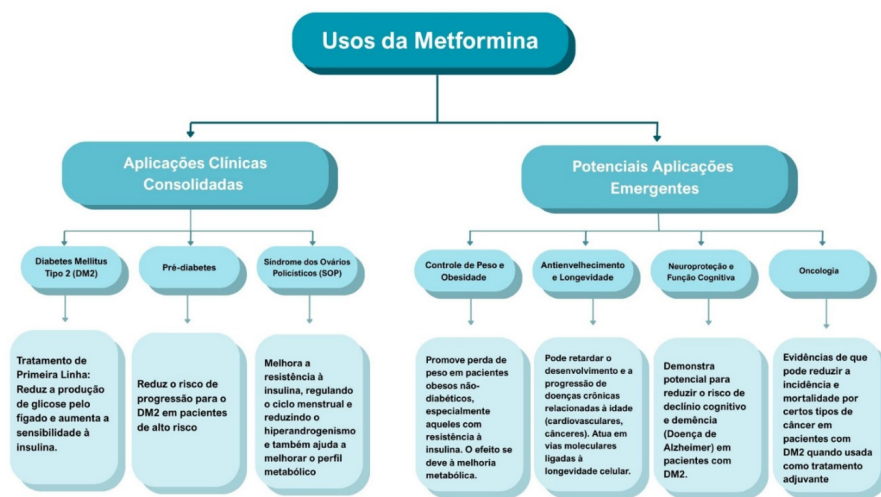 Usos da Metformina
Aplicações Clínicas
Consolidadas
Potenciais Aplicações
Emergentes
Diabetes Mellitus
Tipo 2 (DM2)
Pré-diabetes
Síndrome dos Ovários
Policísticos (SOP)
Controle de Peso e
Obesidade
Antienvelhecimento
e Longevidade
Neuroproteção e
Função Cognitiva
Oncologia
Tratamento de
Primeira Linha:
Reduz a produção
de glicose pelo
fígado e aumenta a
sensibilidade à
insulina.
Reduz o risco de
progressão para o
DM2 em pacientes
de alto risco
Melhora a
resistência à
insulina, regulando
o ciclo menstrual e
reduzindo o
hiperandrogenismo
e também ajuda a
melhorar o perfil
metabólico
Promove perda de
peso em pacientes
obesos não-
diabéticos,
especialmente
aqueles com
resistência à
insulina. O efeito se
deve à melhoria
metabólica.
Pode retardar o
desenvolvimento e a
progressão de
doenças crônicas
relacionadas à idade
(cardiovasculares,
cânceres). Atua em
vias moleculares
ligadas à
longevidade celular.
Demonstra
potencial para
reduzir o risco de
declínio cognitivo
e demência
(Doença de
Alzheimer) em
pacientes com
DM2.
Evidências de que
pode reduzir a
incidência e
mortalidade por
certos tipos de
câncer em
pacientes com
DM2 quando usada
como tratamento
adjuvante